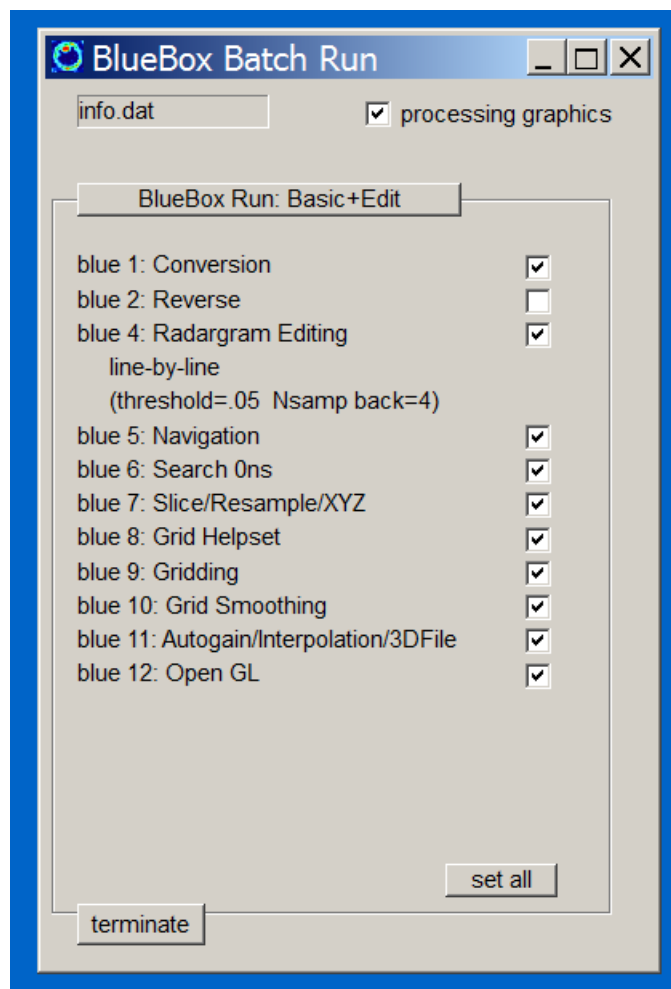 BlueBox Batch Run
info.dat
processing graphics
BlueBox Run: Basic+Edit
blue 1: Conversion
blue 2: Reverse
blue 4: Radargram Editing
line-by-line
(threshold=.05 Nsamp back=4)
blue 5: Navigation
blue 6: Search 0ns
blue 7: Slice/Resample/XYZ
blue 8: Grid Helpset
blue 9: Gridding
blue 10: Grid Smoothing
blue 11: Autogain/Interpolation/3DFile
blue 12: Open GL
set all
terminate